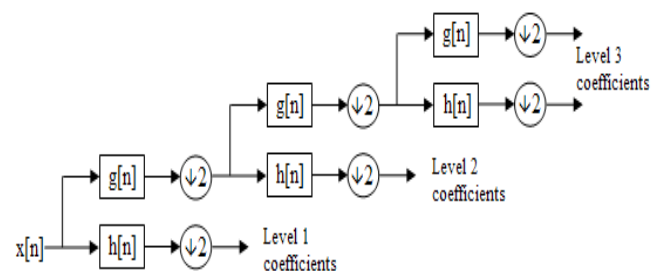 g[n] ↓2
Level 3
coefficients
g[n] ↓2 h[n] ↓2
g[n] ↓2 h[n] ↓2
Level 2
coefficients
x[n] h[n] ↓2
Level 1
coefficients